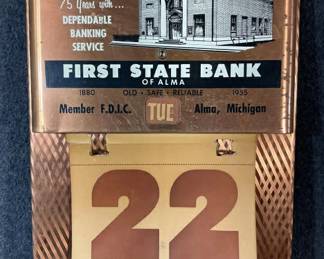 75 Years with...
DEPENDABLE
BANKING
SERVICE
FIRST STATE BANK
OF ALMA
1880 OLD • SAFE • RELIABLE 1955
Member F.D.I.C. TUE Alma, Michigan
22